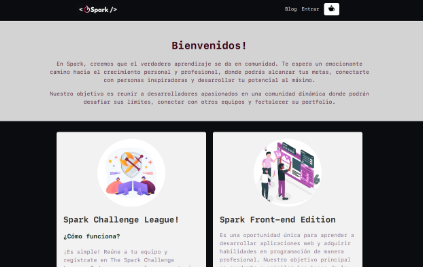 < Spark />
Blog Entrar
Bienvenidos!
En Spark, creemos que el verdadero aprendizaje se da en comunidad. Te espera un emocionante
camino hacia el crecimiento personal y profesional, donde podrás alcanzar tus metas, conectarte
con personas inspiradoras y desarrollar tu potencial al máximo.
Nuestro objetivo es reunir a desarrolladores apasionados en una comunidad dinámica donde podrán
desafiar sus límites, conectar con otros equipos y fortalecer su portfolio.
Spark Challenge League!
¿Cómo funciona?
¡Es simple! Reúne a tu equipo y
registrate en The Spark Challenge
Spark Front-end Edition
Es una oportunidad única para aprender a
desarrollar aplicaciones web y adquirir
habilidades en programación de manera
profesional. Nuestro objetivo principal